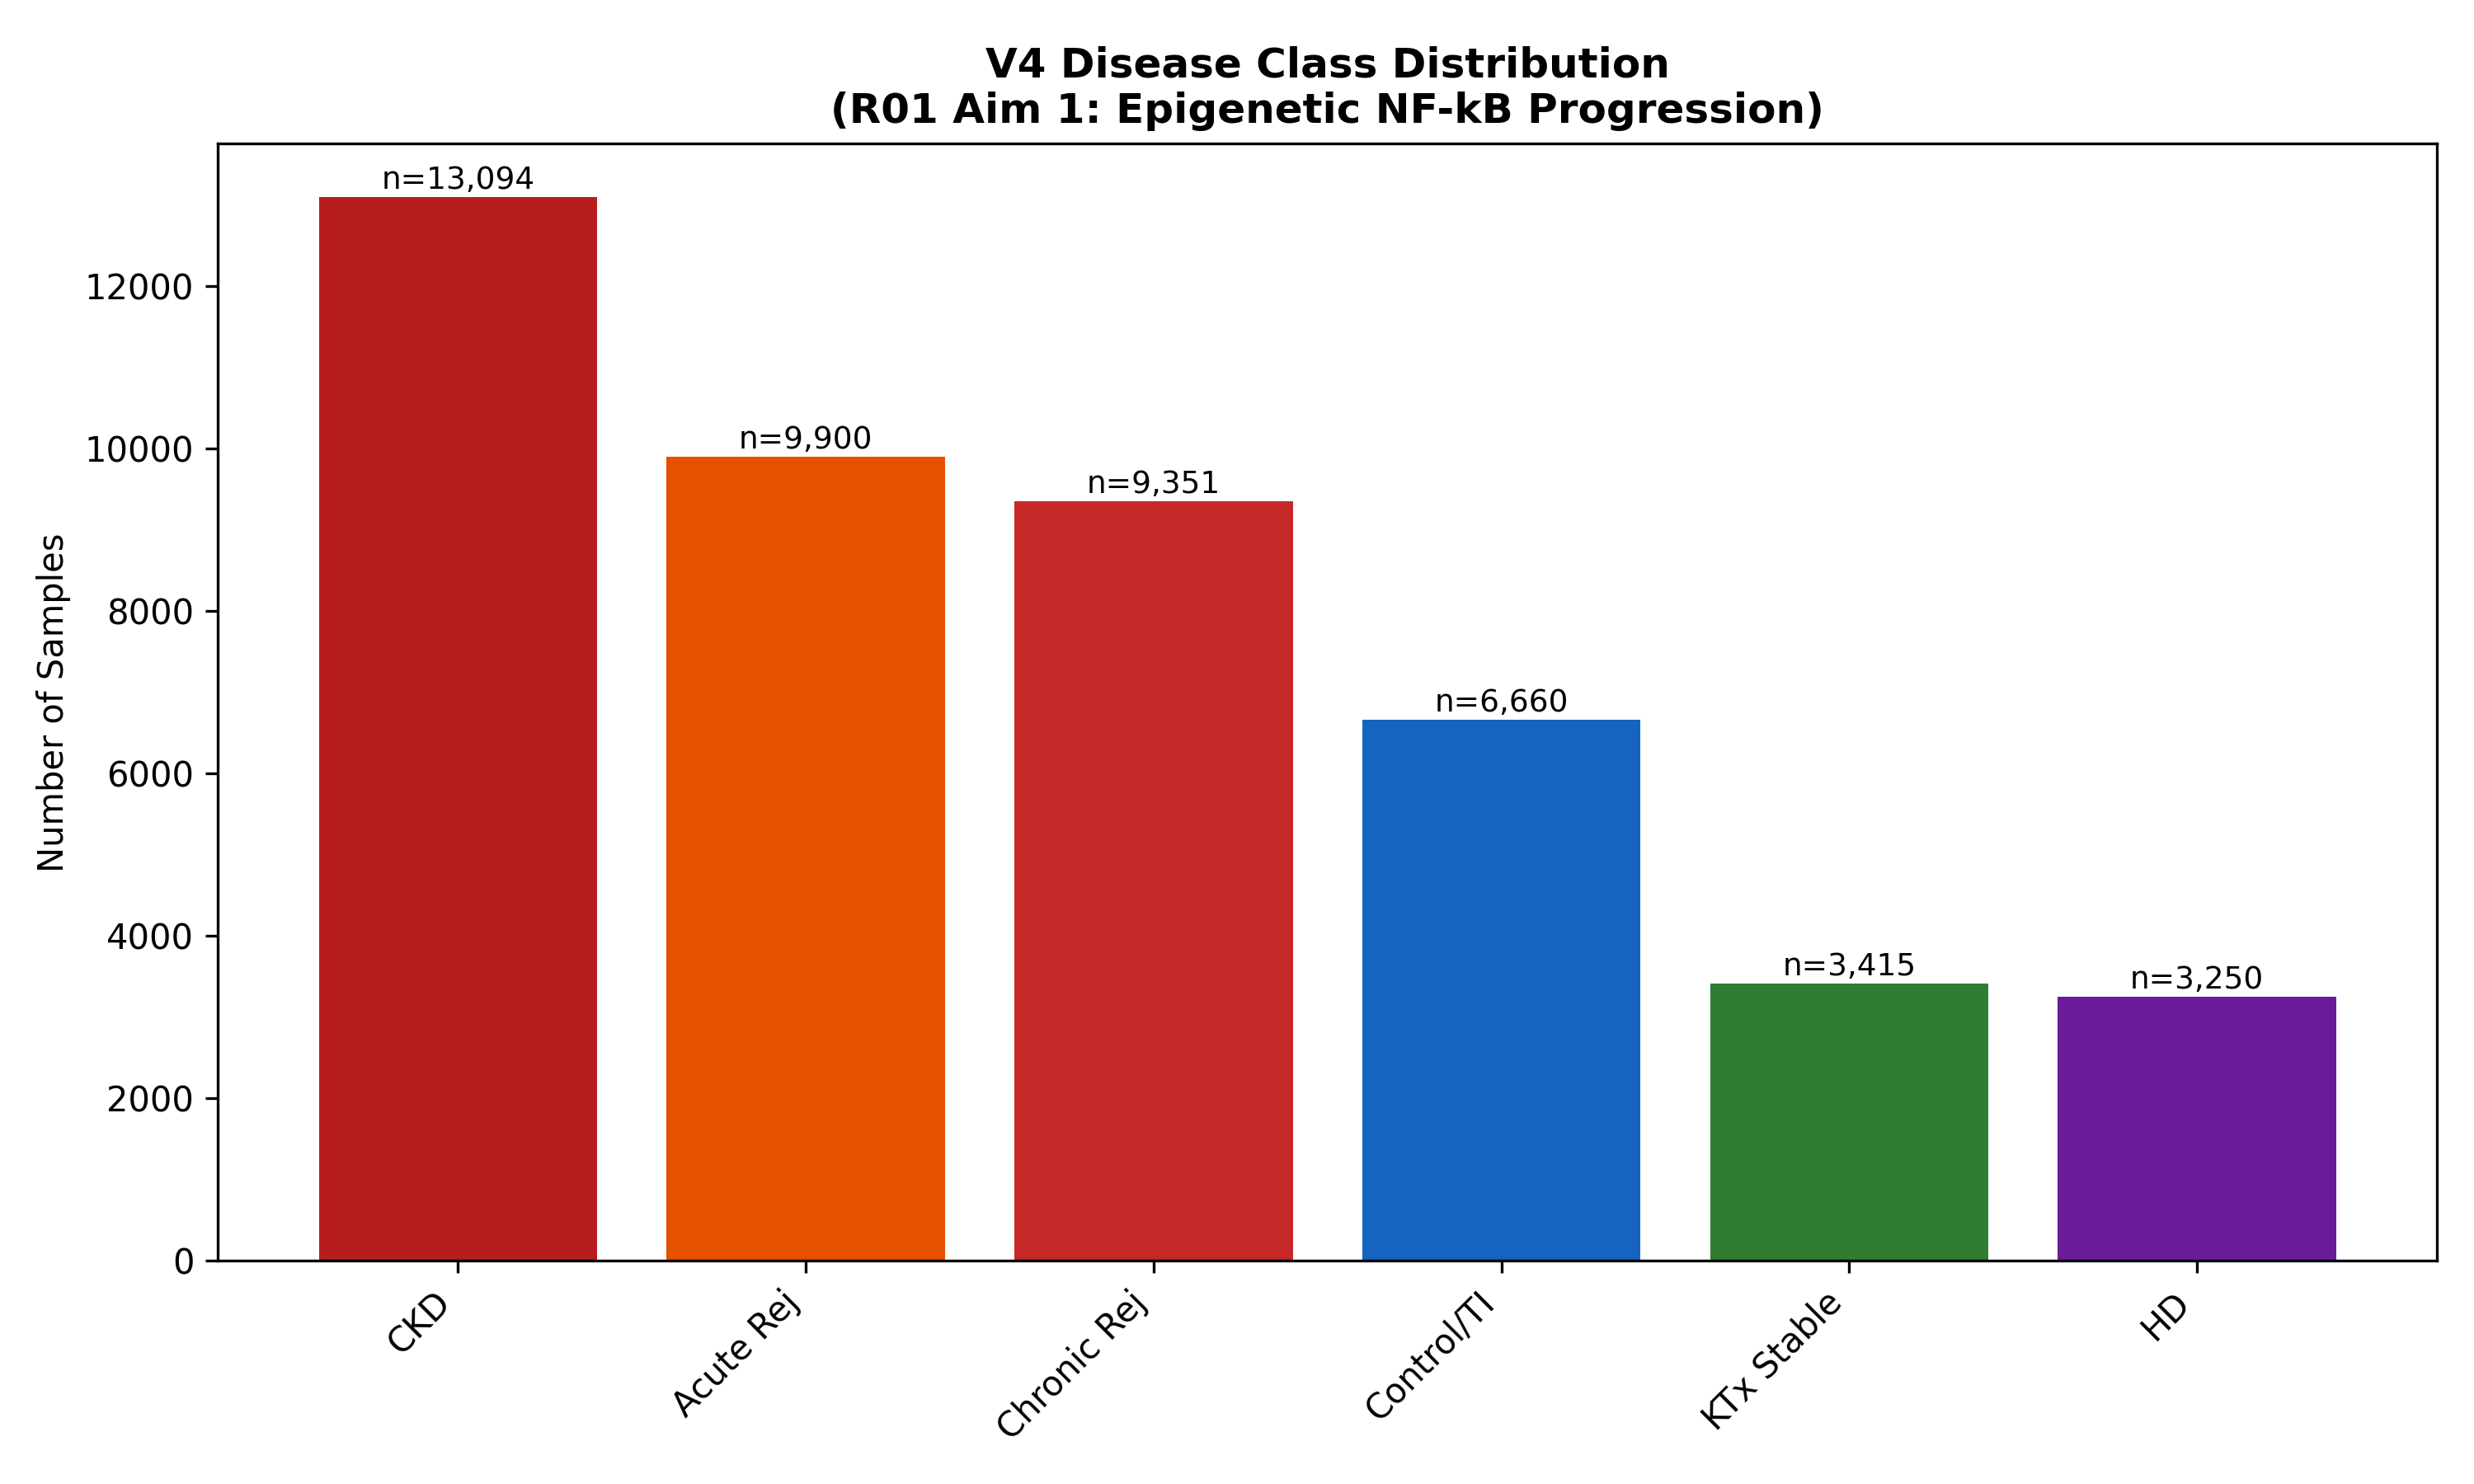 V4 Disease Class Distribution
(R01 Aim 1: Epigenetic NF-kB Progression)
Number of Samples
12000
10000
8000
6000
4000
2000
0
n=13,094
n=9,900
n=9,351
n=6,660
n=3,415
n=3,250
CKD
Acute Rej
Chronic Rej
Control/TI
KTx Stable
HD